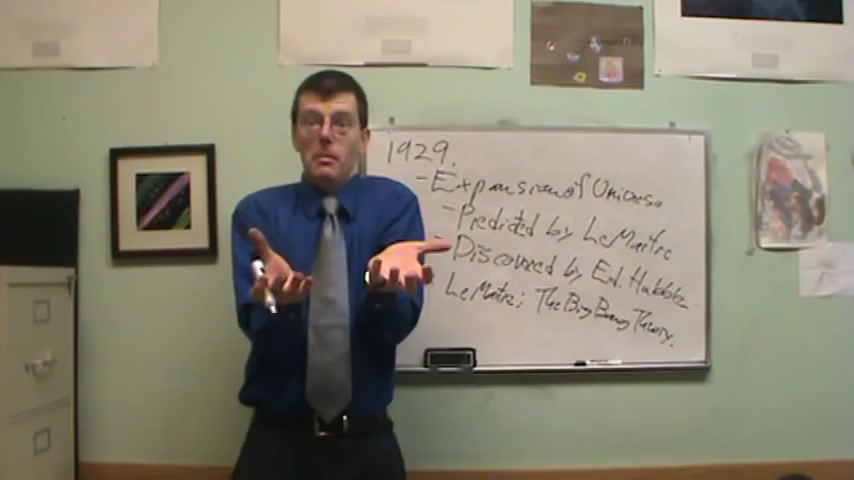 1929.
- Expansion of Universe
- Predicted by LeMaitre
- Discovered by Ed. Hubble
LeMaitre: The Big Bang Theory.